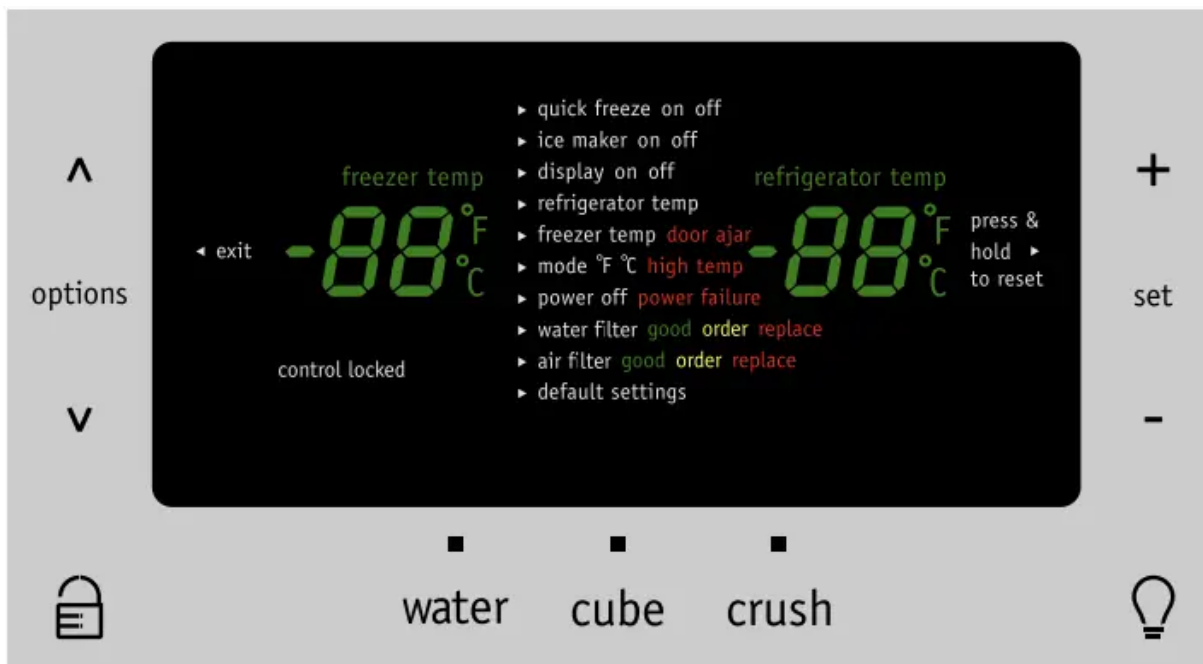 freezer temp
-88 °F °C
◂ exit
control locked
▸ quick freeze on off
▸ ice maker on off
▸ display on off
▸ refrigerator temp
▸ freezer temp door ajar
▸ mode °F °C high temp
▸ power off power failure
▸ water filter good order replace
▸ air filter good order replace
▸ default settings
refrigerator temp
-88 °F °C
press &
hold ▸
to reset
^
options
v
+
set
-
water cube crush